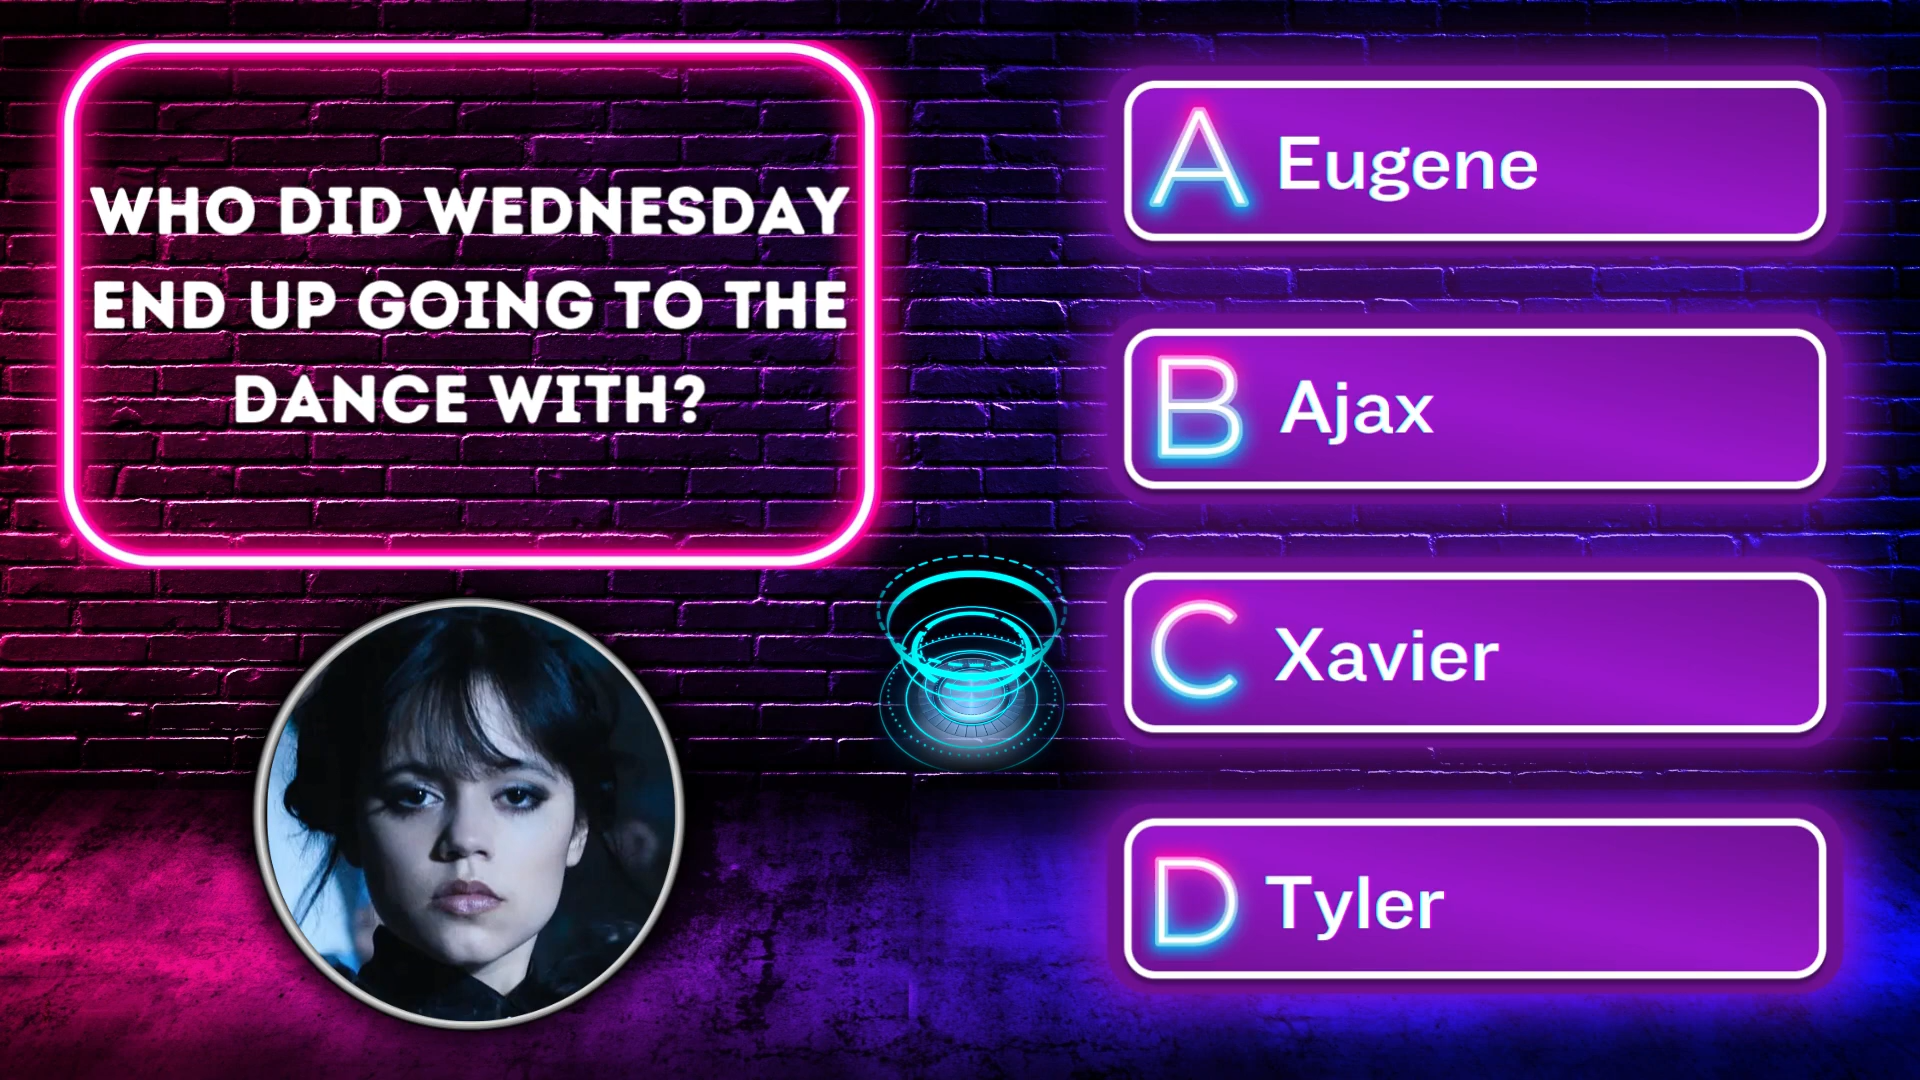 WHO DID WEDNESDAY
END UP GOING TO THE
DANCE WITH?
A Eugene
B Ajax
C Xavier
D Tyler